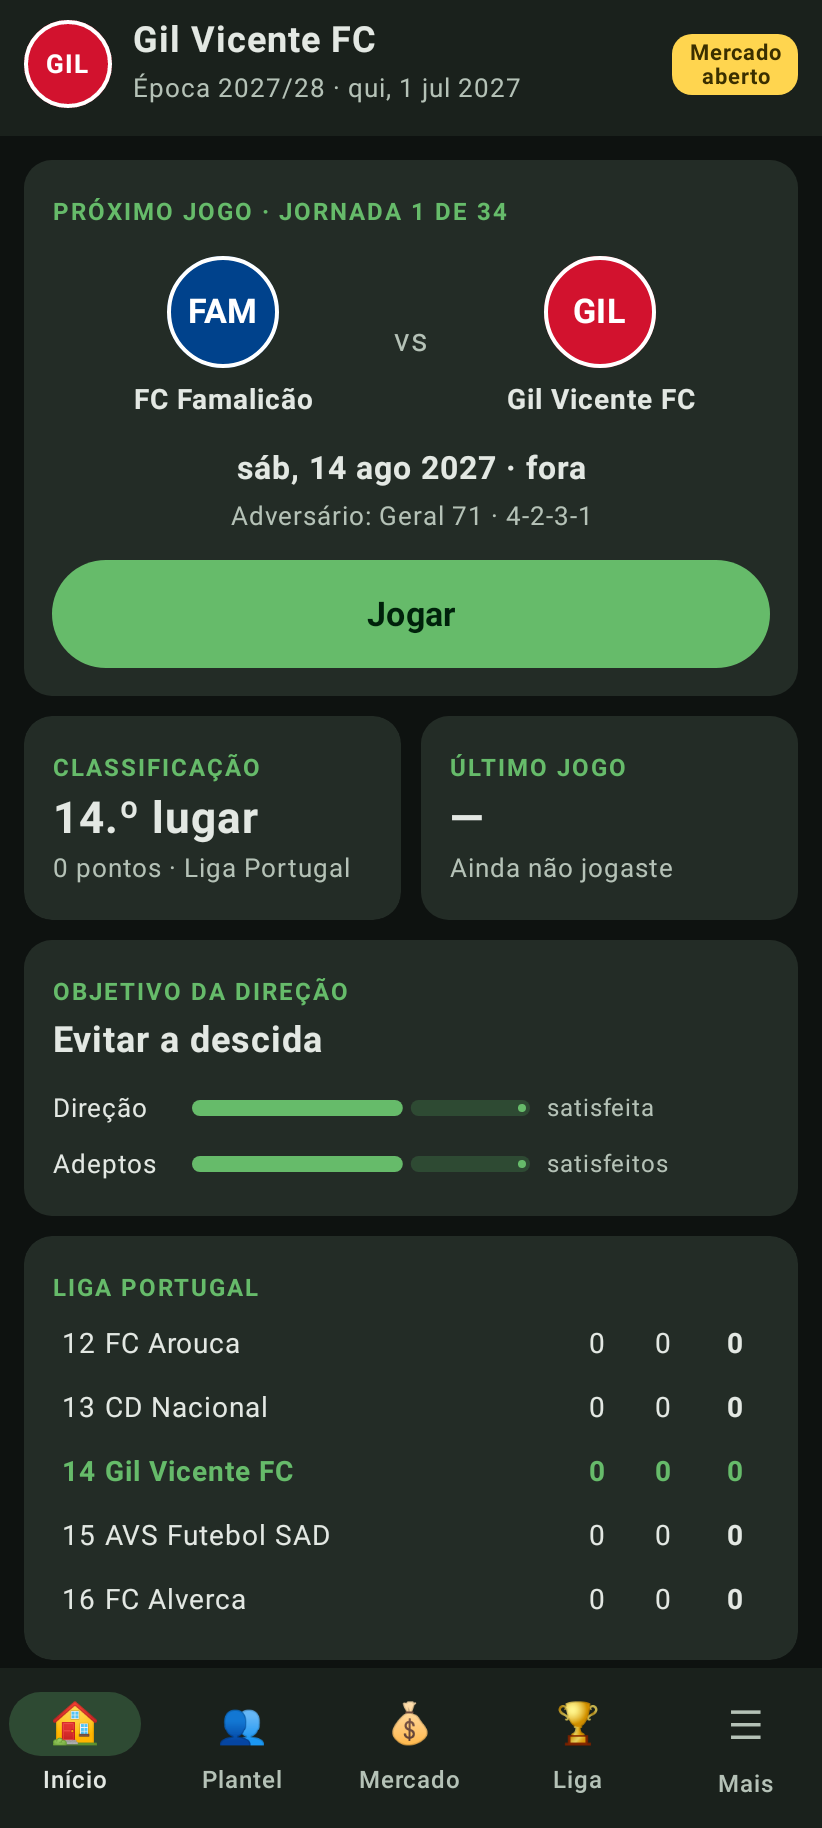 GIL
Gil Vicente FC
Época 2027/28 · qui, 1 jul 2027
Mercado
aberto
PRÓXIMO JOGO · JORNADA 1 DE 34
FAM
vs
GIL
FC Famalicão
Gil Vicente FC
sáb, 14 ago 2027 · fora
Adversário: Geral 71 · 4-2-3-1
Jogar
CLASSIFICAÇÃO
14.º lugar
0 pontos · Liga Portugal
ÚLTIMO JOGO
—
Ainda não jogaste
OBJETIVO DA DIREÇÃO
Evitar a descida
Direção satisfeita
Adeptos satisfeitos
LIGA PORTUGAL
12 FC Arouca 0 0 0
13 CD Nacional 0 0 0
14 Gil Vicente FC 0 0 0
15 AVS Futebol SAD 0 0 0
16 FC Alverca 0 0 0
Início
Plantel
Mercado
Liga
Mais